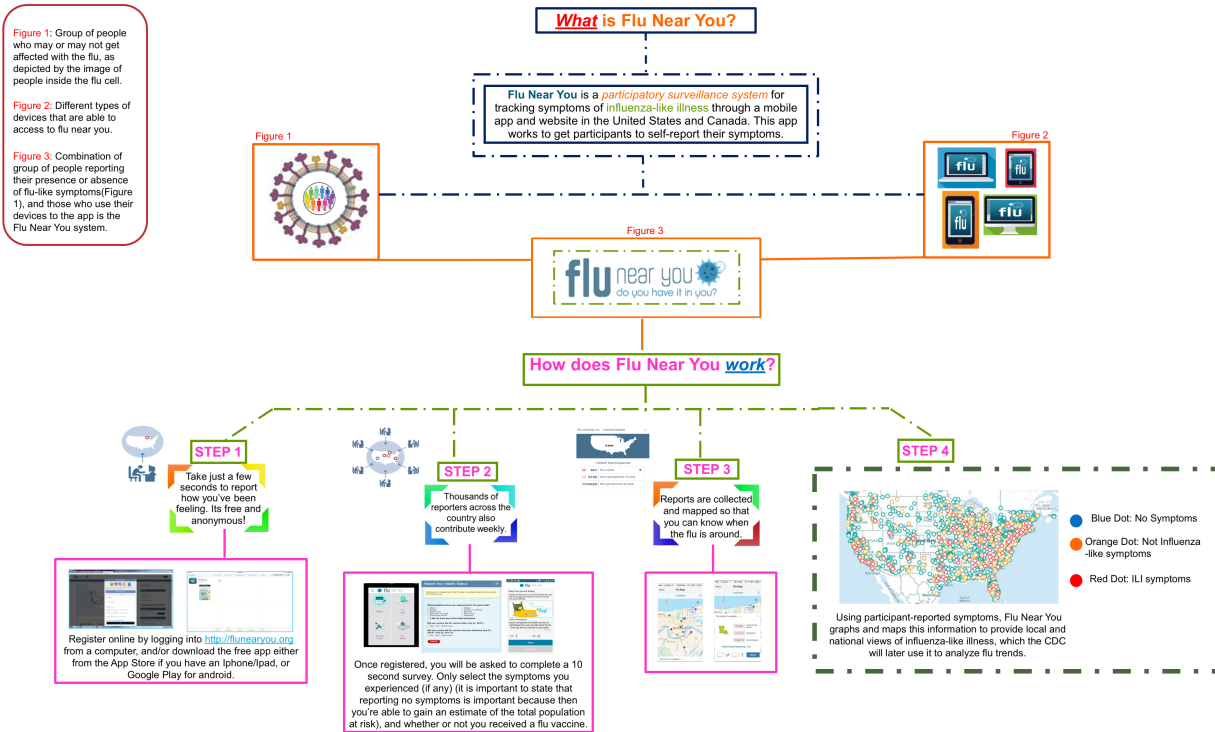 What is Flu Near You?
Figure 1: Group of people
who may or may not get
affected with the flu, as
depicted by the image of
people inside the flu cell.
Figure 2: Different types of
devices that are able to
access to flu near you.
Figure 3: Combination of
group of people reporting
their presence or absence
of flu-like symptoms(Figure
1), and those who use their
devices to the app is the
Flu Near You system.
Flu Near You is a participatory surveillance system for
tracking symptoms of influenza-like illness through a mobile
app and website in the United States and Canada. This app
works to get participants to self-report their symptoms.
Figure 1
Figure 2
flu
flu
flu
flu
Figure 3
flu near you
do you have it in you?
How does Flu Near You work?
STEP 1
Take just a few
seconds to report
how you've been
feeling. Its free and
anonymous!
Register online by logging into http://flunearyou.org
from a computer, and/or download the free app either
from the App Store if you have an Iphone/Ipad, or
Google Play for android.
STEP 2
Thousands of
reporters across the
country also
contribute weekly.
Once registered, you will be asked to complete a 10
second survey. Only select the symptoms you
experienced (if any) (it is important to state that
reporting no symptoms is important because then
you're able to gain an estimate of the total population
at risk), and whether or not you received a flu vaccine.
STEP 3
Reports are collected
and mapped so that
you can know when
the flu is around.
STEP 4
Blue Dot: No Symptoms
Orange Dot: Not Influenza
-like symptoms
Red Dot: ILI symptoms
Using participant-reported symptoms, Flu Near You
graphs and maps this information to provide local and
national views of influenza-like illness, which the CDC
will later use it to analyze flu trends.